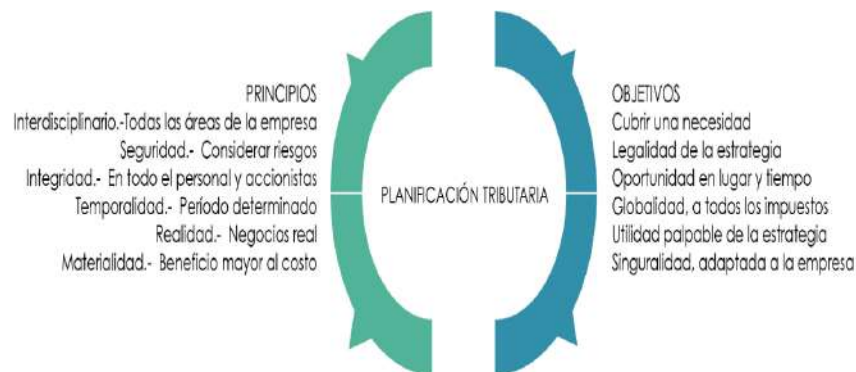 PRINCIPIOS
Interdisciplinario.-Todas las áreas de la empresa
Seguridad.- Considerar riesgos
Integridad.- En todo el personal y accionistas
Temporalidad.- Período determinado
Realidad.- Negocios real
Materialidad.- Beneficio mayor al costo
PLANIFICACIÓN TRIBUTARIA
OBJETIVOS
Cubrir una necesidad
Legalidad de la estrategia
Oportunidad en lugar y tiempo
Globalidad, a todos los impuestos
Utilidad palpable de la estrategia
Singuralidad, adaptada a la empresa